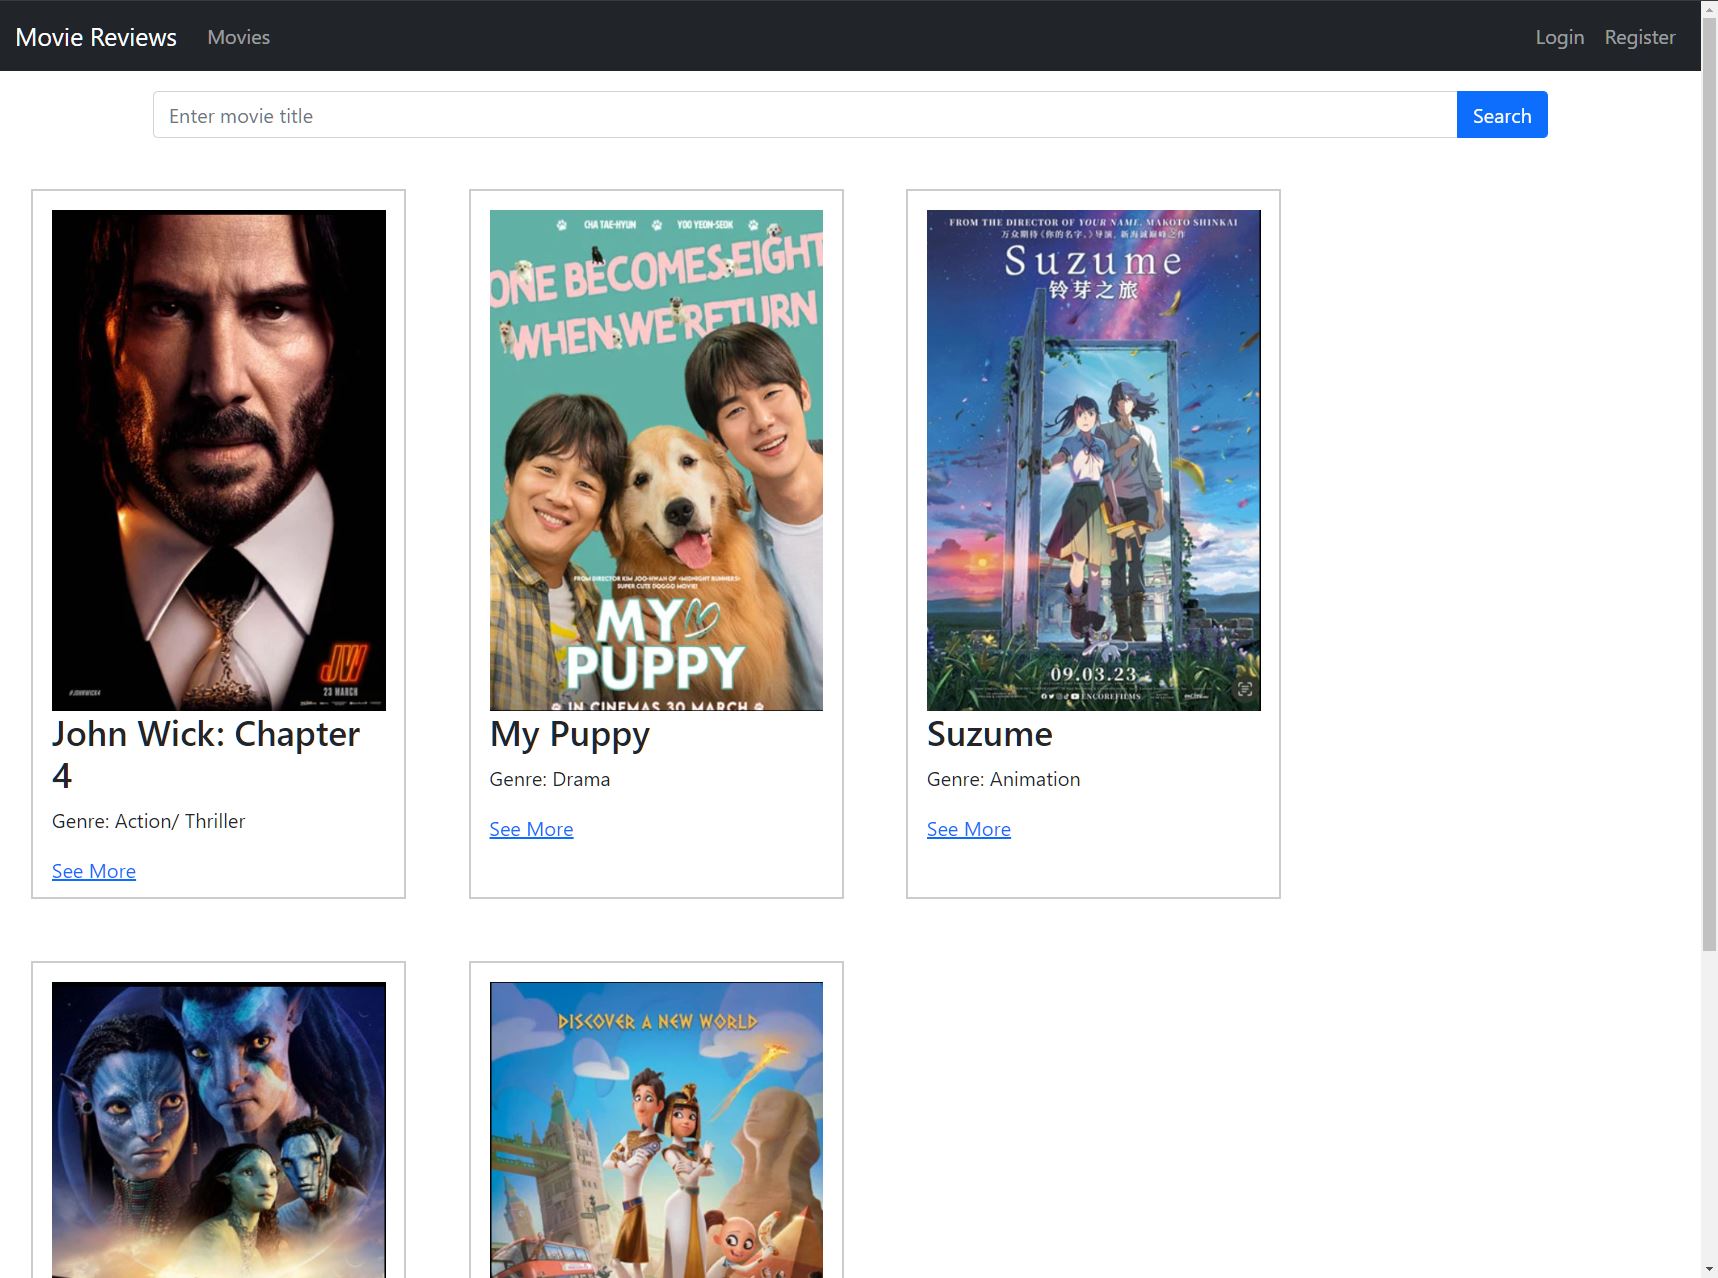 Movie Reviews
Movies
Login
Register
Enter movie title
Search
JW
23 MARCH
#JOHNWICK4
John Wick: Chapter
4
Genre: Action/ Thriller
See More
CHA TAE-HYUN YOO YEON-SEOK
ONE BECOMES EIGHT
WHEN WE RETURN
FROM DIRECTOR KIM JOO-HWAN OF <MIDNIGHT RUNNERS>
SUPER CUTE DOGGO MOVIE!
MY
PUPPY
IN CINEMAS 30 MARCH
My Puppy
Genre: Drama
See More
FROM THE DIRECTOR OF YOUR NAME, MAKOTO SHINKAI
万众期待《你的名字。》导演, 新海诚巅峰之作
Suzume
铃芽之旅
09.03.23
ENCOREFILMS
Suzume
Genre: Animation
See More
DISCOVER A NEW WORLD